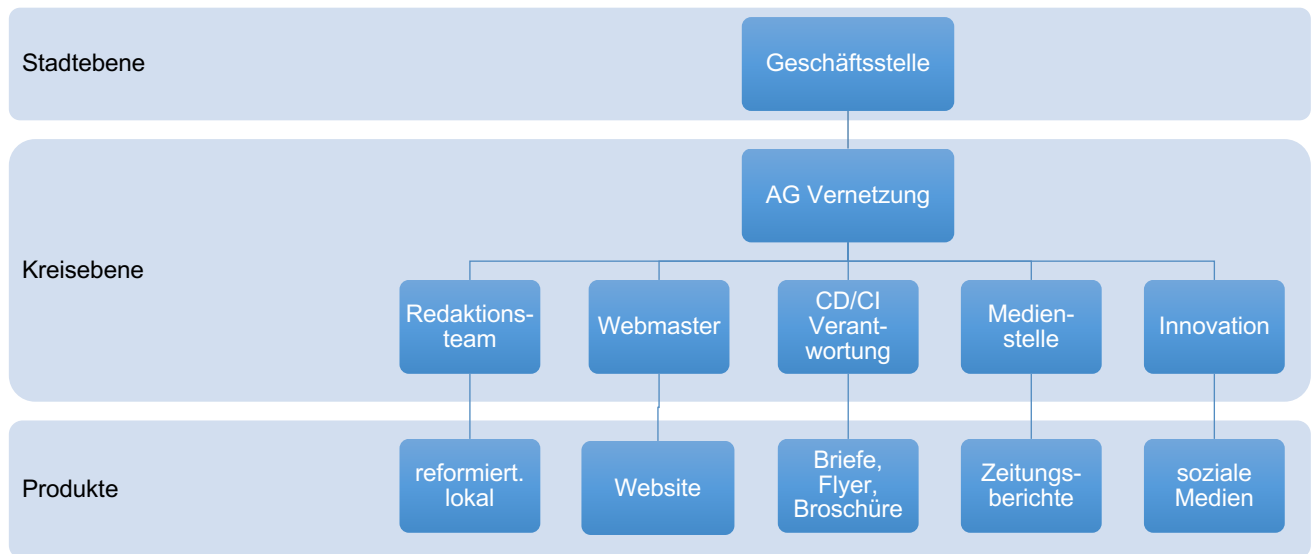 Stadtebene
Geschäftsstelle
Kreisebene
AG Vernetzung
Redaktions-
team
Webmaster
CD/CI
Verant-
wortung
Medien-
stelle
Innovation
Produkte
reformiert.
lokal
Website
Briefe,
Flyer,
Broschüre
Zeitungs-
berichte
soziale
Medien